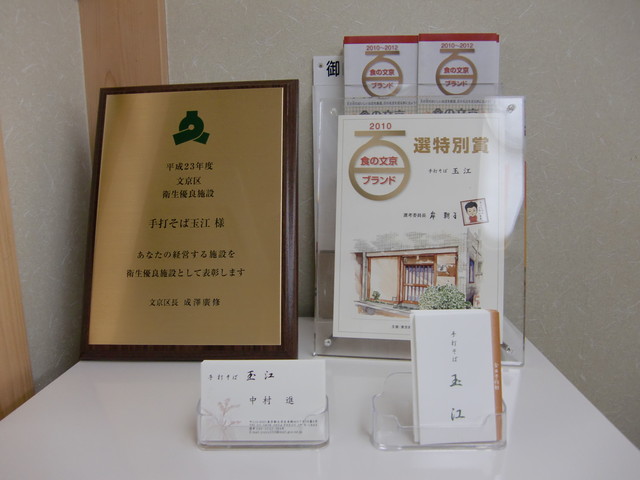 平成23年度
文京区
衛生優良施設
手打そば玉江 様
あなたの経営する施設を
衛生優良施設として表彰します
文京区長 成澤廣修
御
2010~2012
食の文京
ブランド
2010~2012
食の文京
ブランド
2010
食の文京
ブランド
選特別賞
手打そば 玉江
手打そば 玉江
中村 進
手打そば
玉江